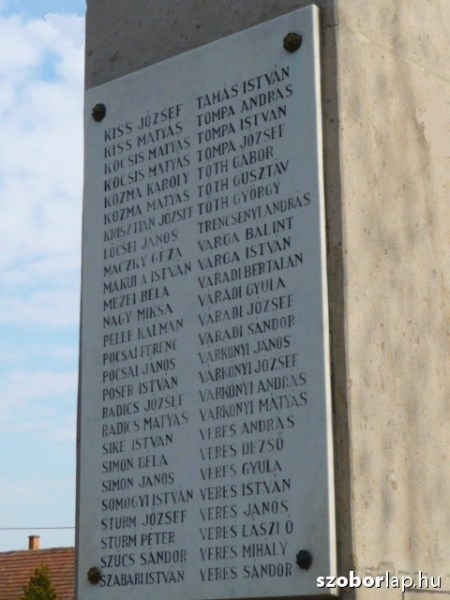 KISS JÓZSEF
KISS MÁTYÁS
KOCSIS MÁTYÁS
KOCSIS MÁTYÁS
KOZMA KÁROLY
KOZMA MÁTYÁS
KRISZTIÁN JÓZSEF
LÓCSEI JÁNOS
MACZKY GÉZA
MAKULA ISTVÁN
MEZEI BÉLA
NAGY MIKSA
PELLE KÁLMÁN
POCSAI FERENC
POCSAI JÁNOS
POSER ISTVÁN
RADICS JÓZSEF
RADICS MÁTYÁS
SIKE ISTVÁN
SIMON BÉLA
SIMON JÁNOS
SOMOGYI ISTVÁN
STURM JÓZSEF
STURM PÉTER
SZŰCS SÁNDOR
SZABARI ISTVÁN
TAMÁS ISTVÁN
TOMPA ANDRÁS
TOMPA ISTVÁN
TOMPA JÓZSEF
TÓTH GÁBOR
TÓTH GUSZTÁV
TÓTH GYÖRGY
TRENCSÉNYI ANDRÁS
VARGA BÁLINT
VARGA ISTVÁN
VÁRADI BERTALAN
VÁRADI GYULA
VÁRADI JÓZSEF
VÁRADI SÁNDOR
VÁRKONYI JÁNOS
VÁRKONYI JÓZSEF
VÁRKONYI ANDRÁS
VÁRKONYI MÁTYÁS
VERES ANDRÁS
VERES DEZSŐ
VERES GYULA
VERES ISTVÁN
VERES JÁNOS
VERES LÁSZLÓ
VERES MIHÁLY
VERES SÁNDOR
szoborlap.hu